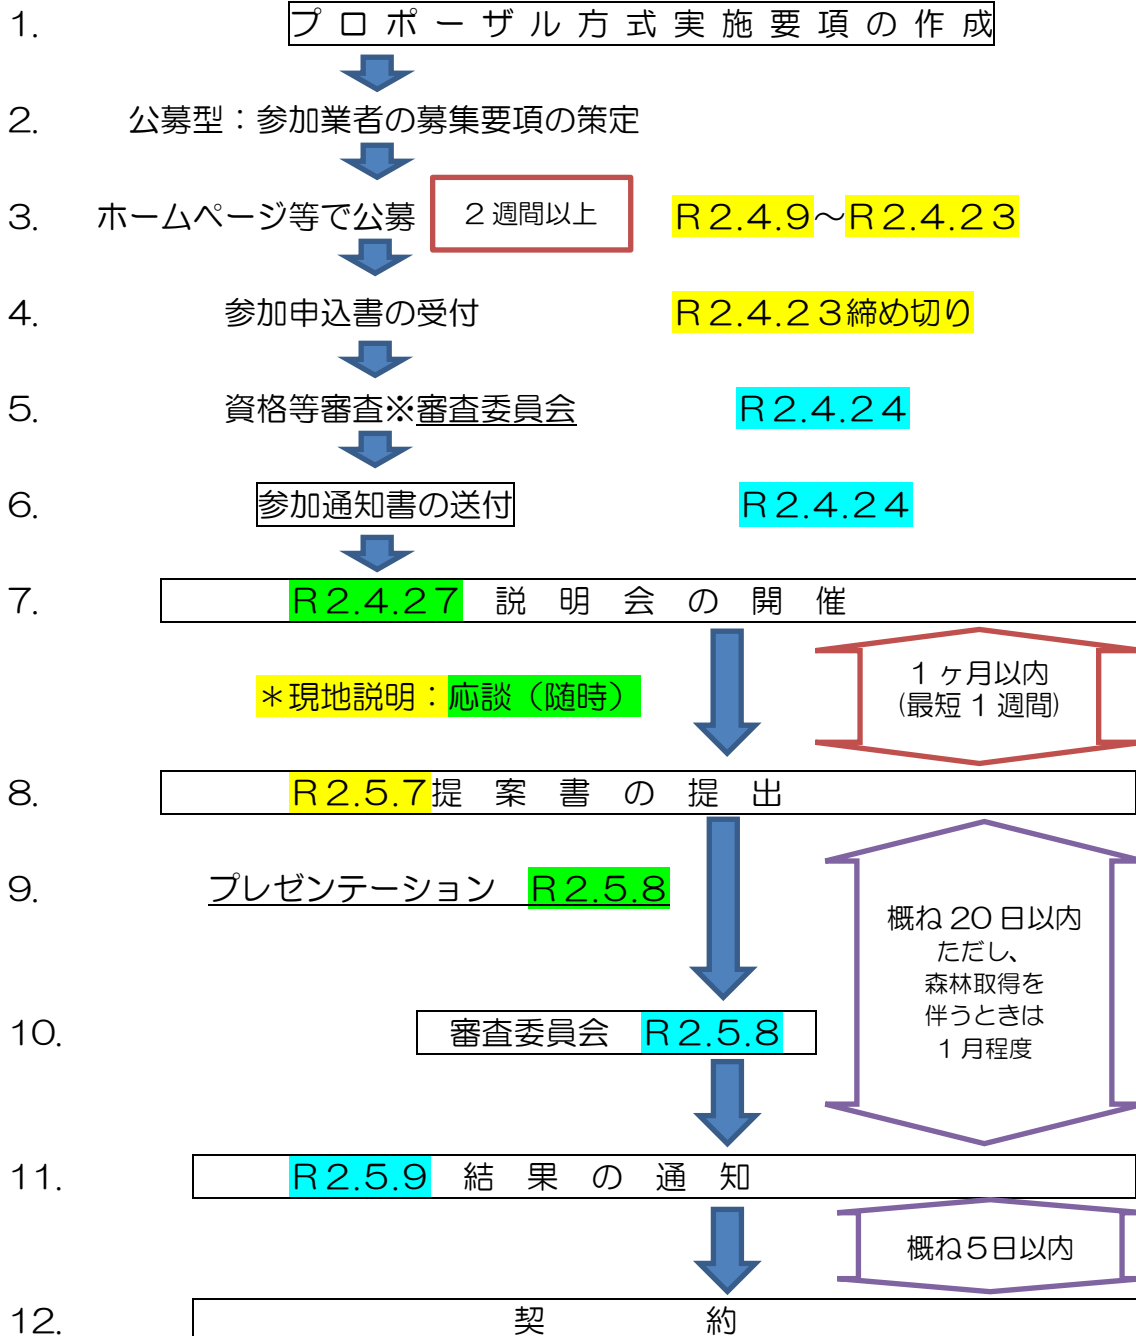 1. プロポーザル方式実施要項の作成
2. 公募型：参加業者の募集要項の策定
3. ホームページ等で公募 2週間以上 R2.4.9～R2.4.23
4. 参加申込書の受付 R2.4.23締め切り
5. 資格等審査※審査委員会 R2.4.24
6. 参加通知書の送付 R2.4.24
7. R2.4.27 説明会の開催
1ヶ月以内
(最短1週間)
＊現地説明：応談（随時）
8. R2.5.7提案書の提出
9. プレゼンテーション R2.5.8
概ね20日以内
ただし、
森林取得を
伴うときは
1月程度
10. 審査委員会 R2.5.8
11. R2.5.9 結果の通知
概ね5日以内
12. 契約